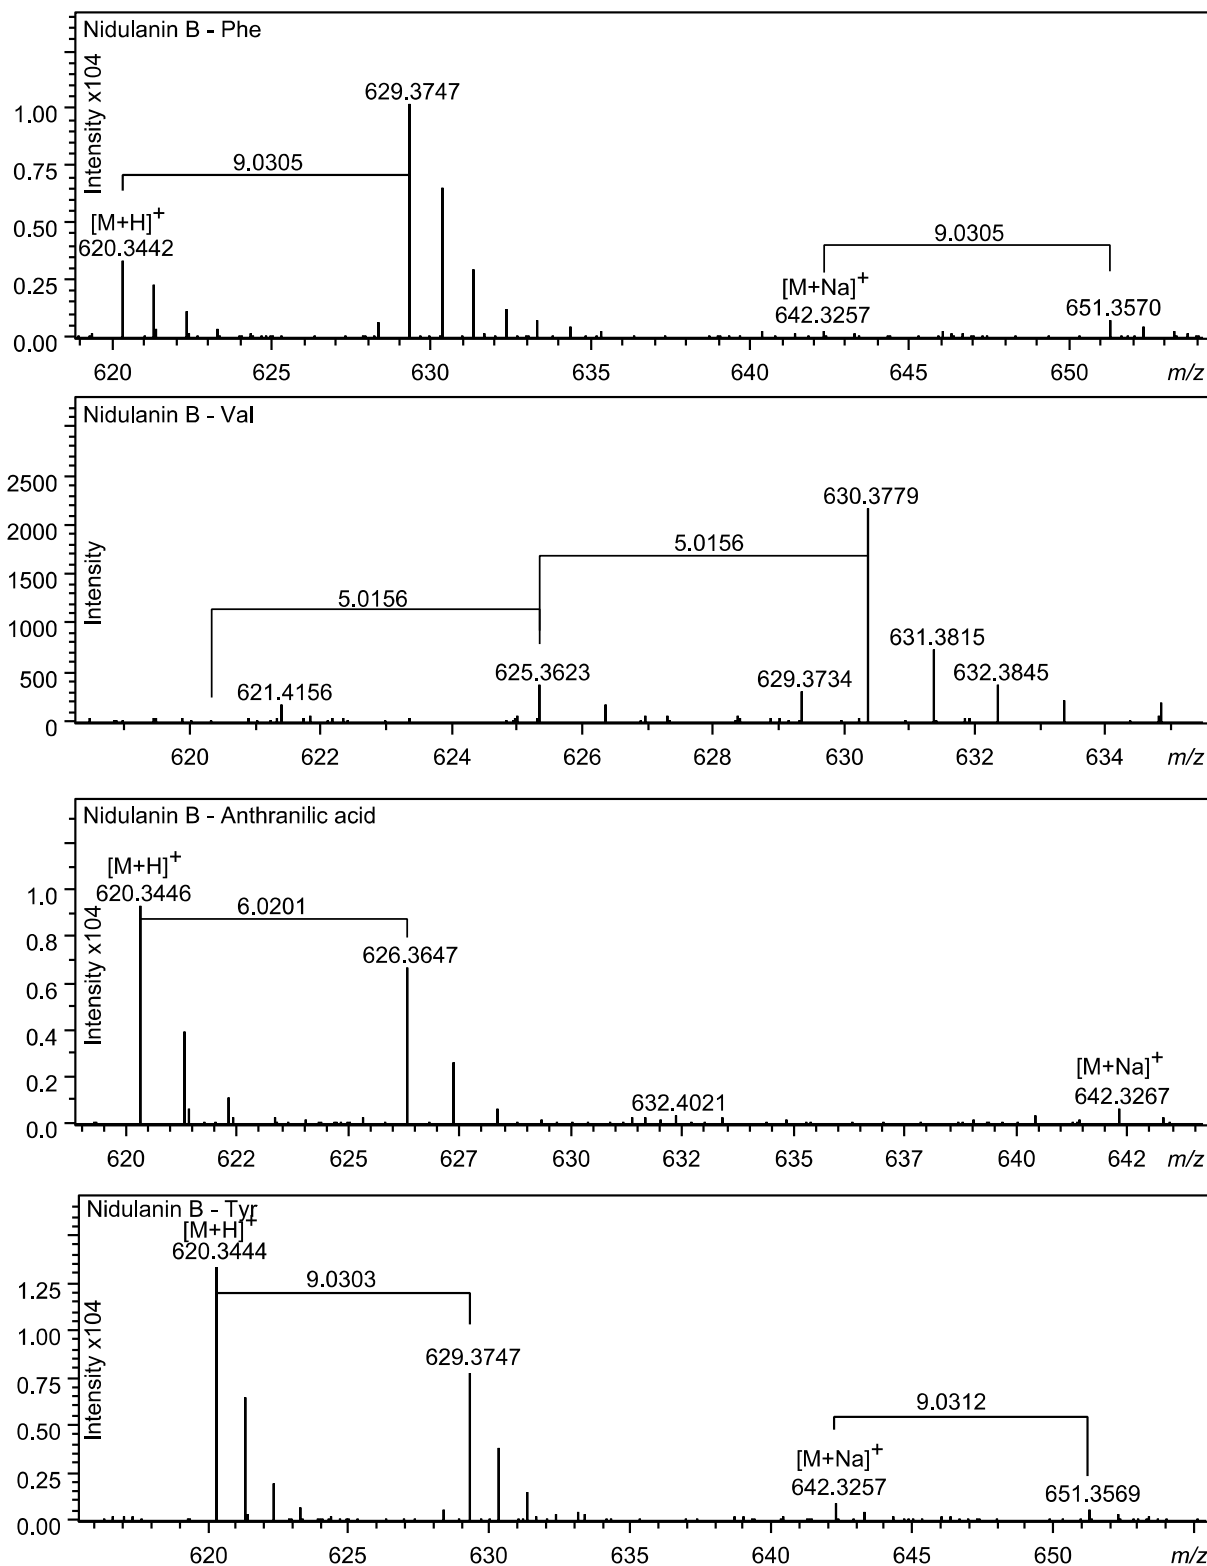 Nidulanin B - Phe
Intensity x104
1.00
0.75
0.50
0.25
0.00
629.3747
9.0305
[M+H]+
620.3442
9.0305
[M+Na]+
642.3257
651.3570
620 625 630 635 640 645 650 m/z
Nidulanin B - Val
Intensity
2500
2000
1500
1000
500
0
630.3779
5.0156
5.0156
631.3815
625.3623
629.3734
632.3845
621.4156
620 622 624 626 628 630 632 634 m/z
Nidulanin B - Anthranilic acid
Intensity x104
1.0
0.8
0.6
0.4
0.2
0.0
[M+H]+
620.3446
6.0201
626.3647
632.4021
[M+Na]+
642.3267
620 622 625 627 630 632 635 637 640 642 m/z
Nidulanin B - Tyr
Intensity x104
1.25
1.00
0.75
0.50
0.25
0.00
[M+H]+
620.3444
9.0303
629.3747
9.0312
[M+Na]+
642.3257
651.3569
620 625 630 635 640 645 650 m/z